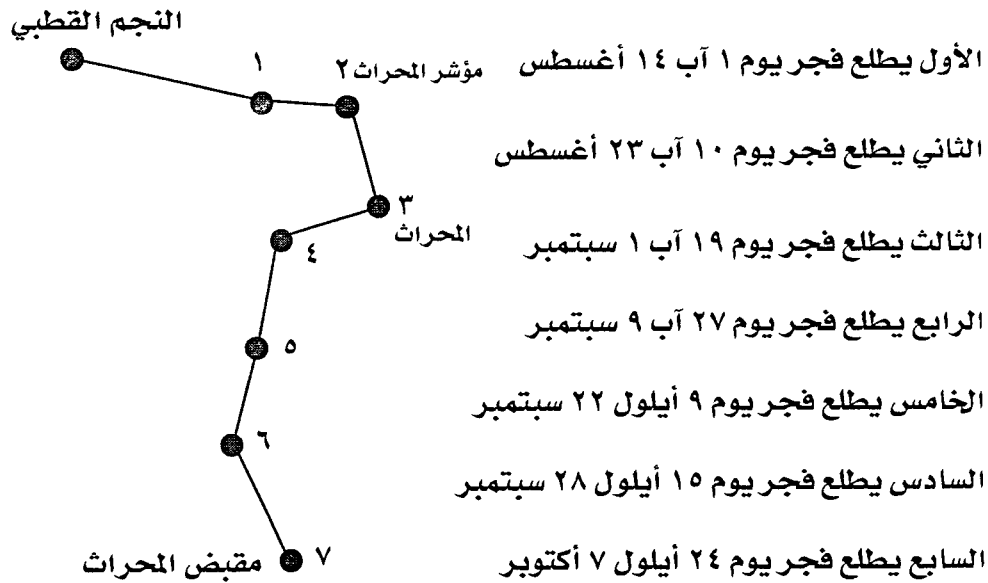 النجم القطبي
الأول يطلع فجر يوم ١ آب ١٤ أغسطس
١
٢ مؤشر المحراث
الثاني يطلع فجر يوم ١٠ آب ٢٣ أغسطس
٣
المحراث
الثالث يطلع فجر يوم ١٩ آب ١ سبتمبر
٤
الرابع يطلع فجر يوم ٢٧ آب ٩ سبتمبر
٥
الخامس يطلع فجر يوم ٩ أيلول ٢٢ سبتمبر
٦
السادس يطلع فجر يوم ١٥ أيلول ٢٨ سبتمبر
السابع يطلع فجر يوم ٢٤ أيلول ٧ أكتوبر
٧ مقبض المحراث